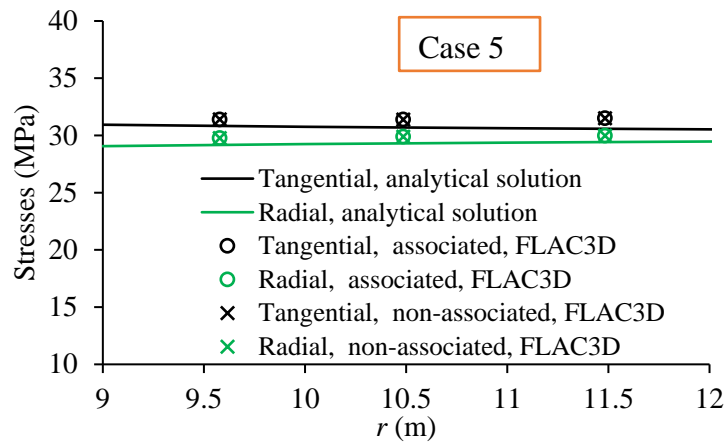 40
Case 5
35
30
25
20
15
10
Stresses (MPa)
Tangential, analytical solution
Radial, analytical solution
Tangential, associated, FLAC3D
Radial, associated, FLAC3D
Tangential, non-associated, FLAC3D
Radial, non-associated, FLAC3D
9 9.5 10 10.5 11 11.5 12
r (m)